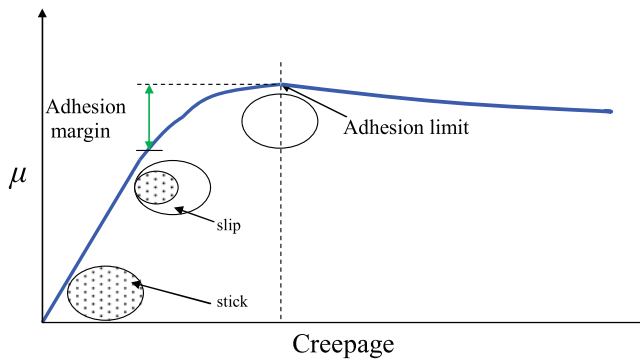 Adhesion
margin
Adhesion limit
μ
slip
stick
Creepage